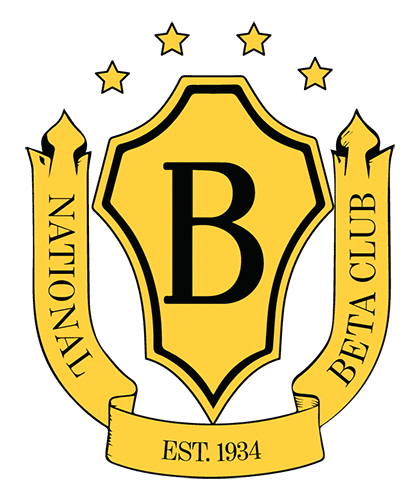 B
NATIONAL
BETA CLUB
EST. 1934